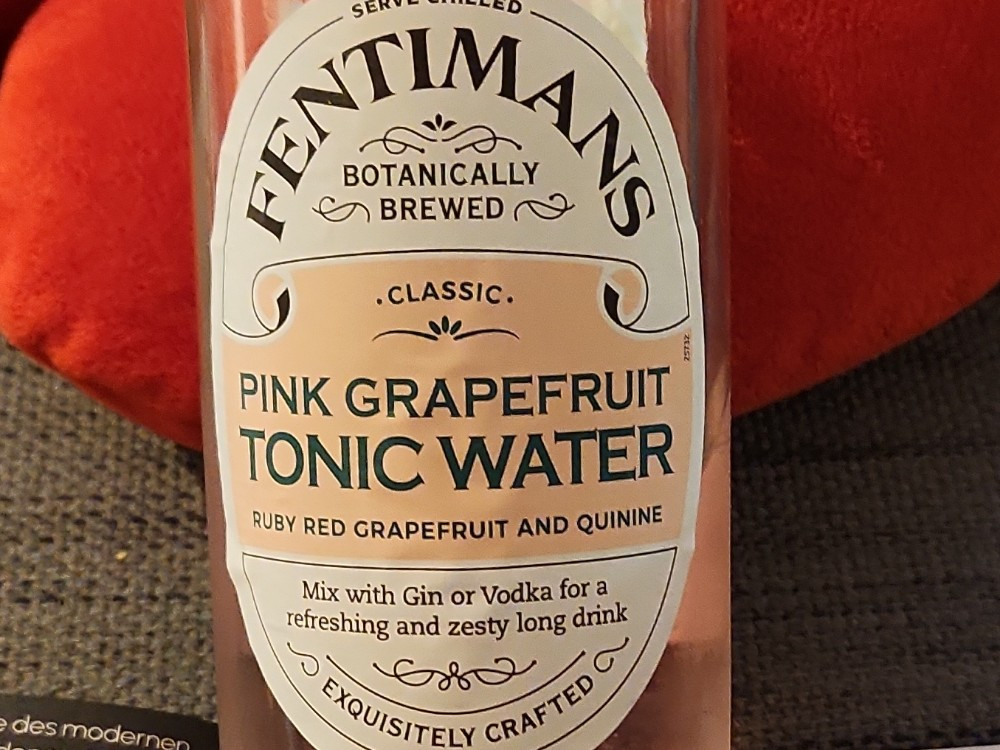 SERVE CHILLED
FENTIMANS
BOTANICALLY
BREWED
.CLASSIC.
25732
PINK GRAPEFRUIT
TONIC WATER
RUBY RED GRAPEFRUIT AND QUININE
Mix with Gin or Vodka for a
refreshing and zesty long drink
EXQUISITELY CRAFTED
e des modernen